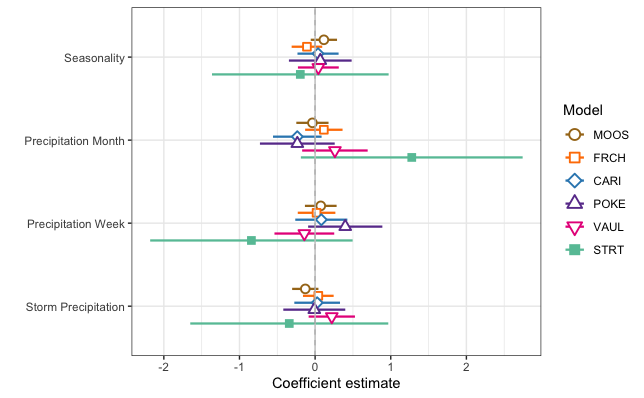 Seasonality
Precipitation Month
Precipitation Week
Storm Precipitation
-2 -1 0 1 2
Coefficient estimate
Model
MOOS
FRCH
CARI
POKE
VAUL
STRT